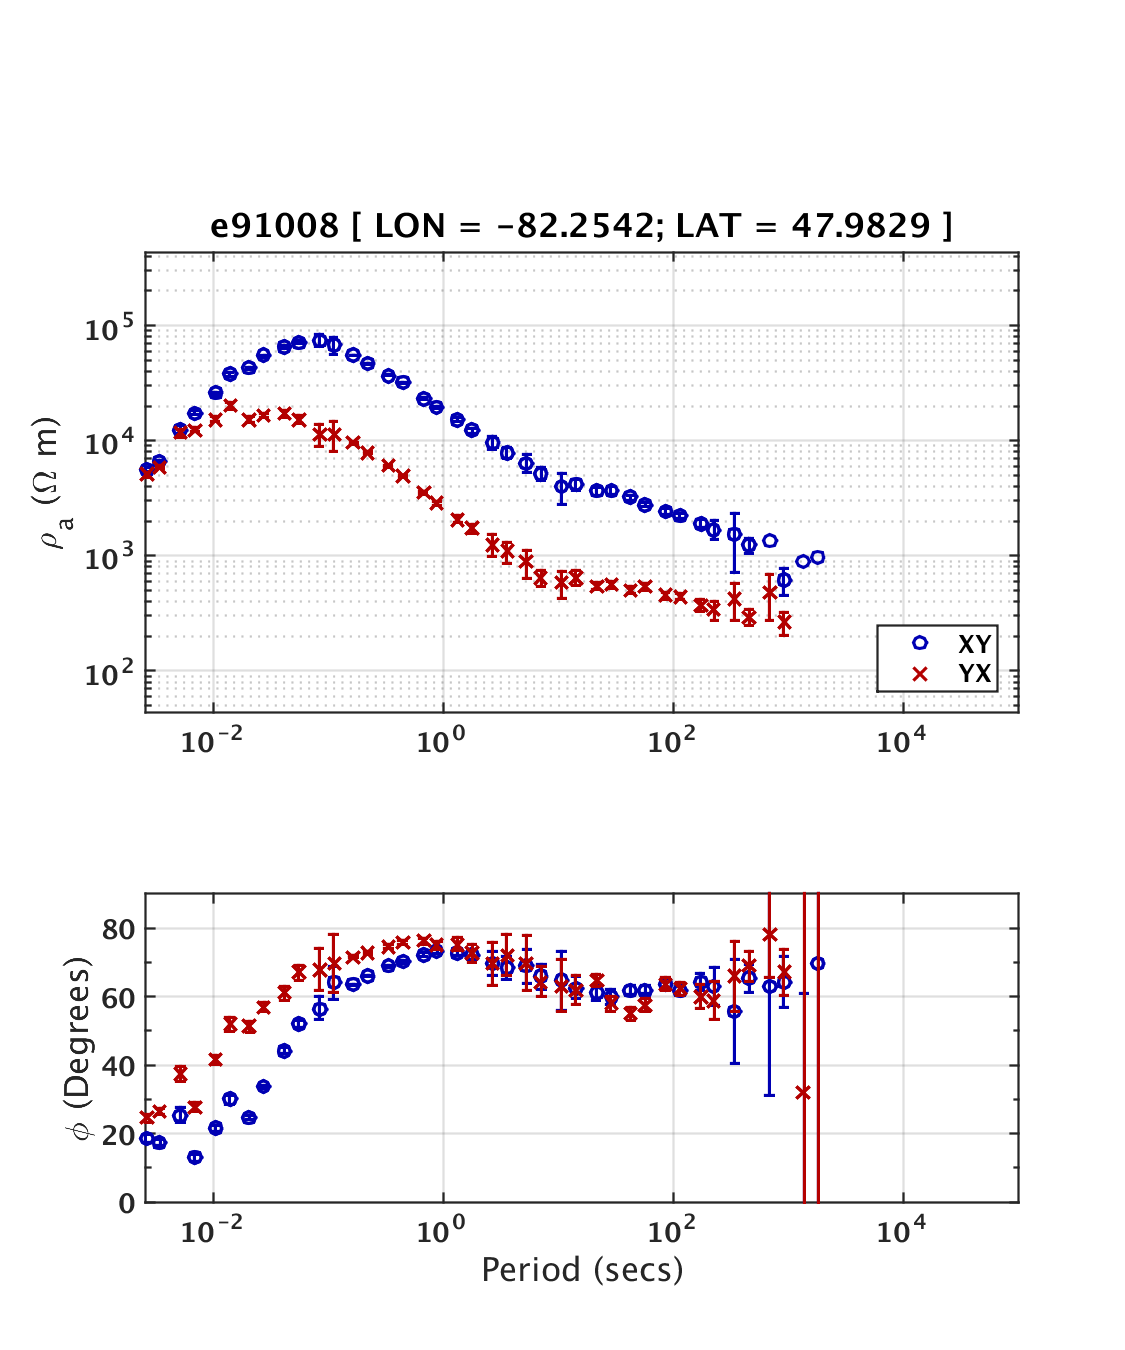 e91008 [ LON = -82.2542; LAT = 47.9829 ]
ρa (Ω m)
10^5
10^4
10^3
10^2
XY
YX
10^-2 10^0 10^2 10^4
φ (Degrees)
80
60
40
20
0
10^-2 10^0 10^2 10^4
Period (secs)